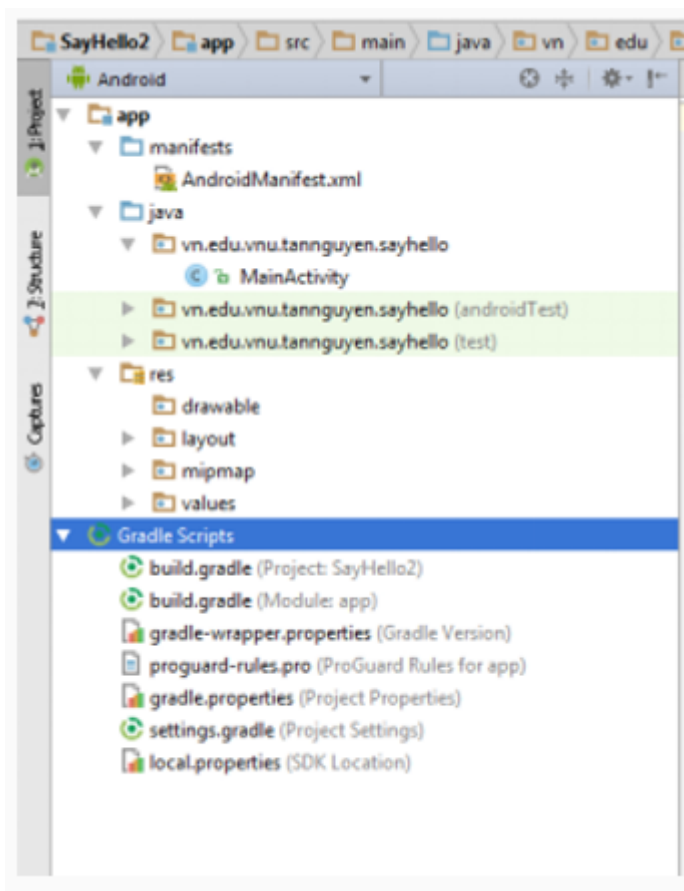 SayHello2 app src main java vn edu
Android
1: Project
2: Structure
Captures
app
manifests
AndroidManifest.xml
java
vn.edu.vnu.tannguyen.sayhello
MainActivity
vn.edu.vnu.tannguyen.sayhello (androidTest)
vn.edu.vnu.tannguyen.sayhello (test)
res
drawable
layout
mipmap
values
Gradle Scripts
build.gradle (Project: SayHello2)
build.gradle (Module: app)
gradle-wrapper.properties (Gradle Version)
proguard-rules.pro (ProGuard Rules for app)
gradle.properties (Project Properties)
settings.gradle (Project Settings)
local.properties (SDK Location)